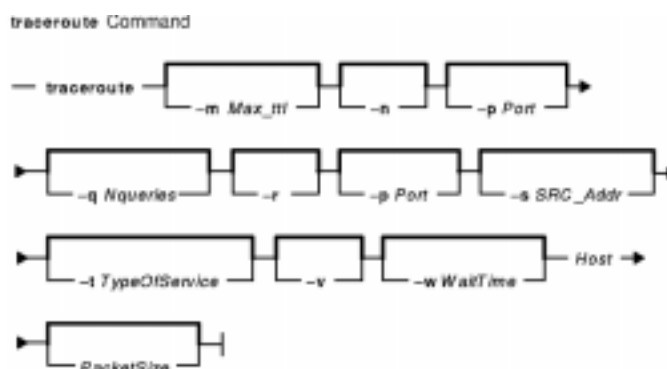 traceroute Command
traceroute -m Max_ttl -n -p Port
-q Nqueries -r -p Port -s SRC_Addr
-t TypeOfService -v -w WaitTime Host
PacketSize